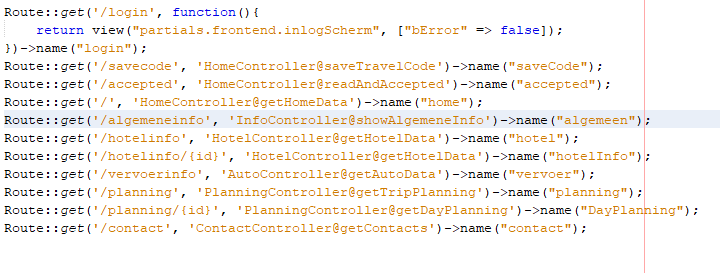 Route::get('/login', function(){
    return view("partials.frontend.inlogScherm", ["bError" => false]);
})->name("login");
Route::get('/savecode', 'HomeController@saveTravelCode')->name("saveCode");
Route::get('/accepted', 'HomeController@readAndAccepted')->name("accepted");
Route::get('/', 'HomeController@getHomeData')->name("home");
Route::get('/algemeneinfo', 'InfoController@showAlgemeneInfo')->name("algemeen");
Route::get('/hotelinfo', 'HotelController@getHotelData')->name("hotel");
Route::get('/hotelinfo/{id}', 'HotelController@getHotelData')->name("hotelInfo");
Route::get('/vervoerinfo', 'AutoController@getAutoData')->name("vervoer");
Route::get('/planning', 'PlanningController@getTripPlanning')->name("planning");
Route::get('/planning/{id}', 'PlanningController@getDayPlanning')->name("DayPlanning");
Route::get('/contact', 'ContactController@getContacts')->name("contact");